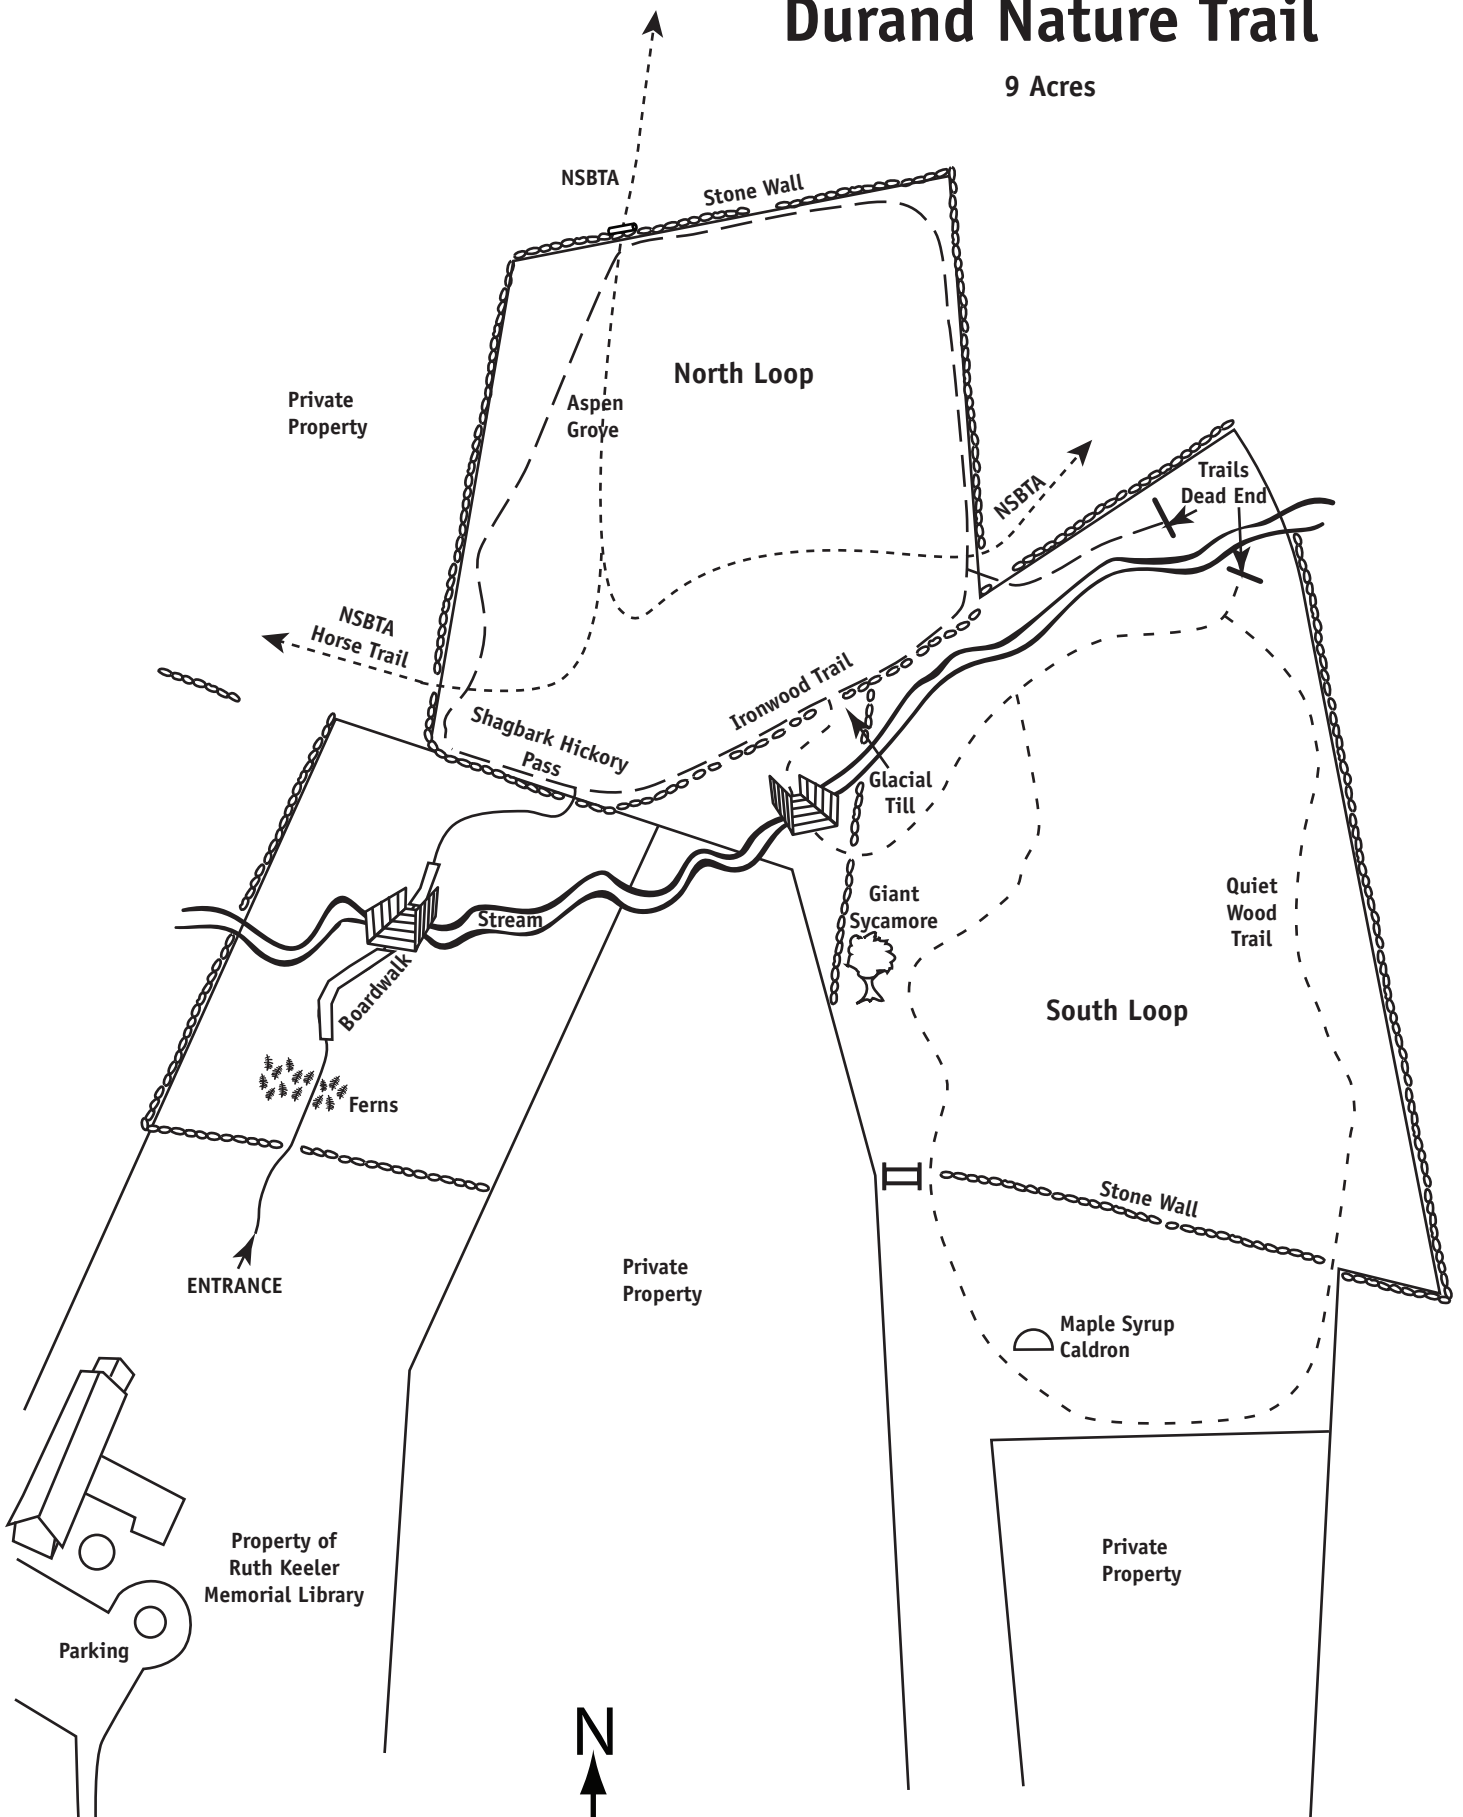 Durand Nature Trail
9 Acres
NSBTA
Stone Wall
North Loop
Private
Property
Aspen
Grove
NSBTA
Trails
Dead End
NSBTA
Horse Trail
Ironwood Trail
Shagbark Hickory
Pass
Glacial
Till
Giant
Sycamore
Quiet
Wood
Trail
Stream
Boardwalk
South Loop
Ferns
Stone Wall
ENTRANCE
Private
Property
Maple Syrup
Caldron
Property of
Ruth Keeler
Memorial Library
Private
Property
Parking
N